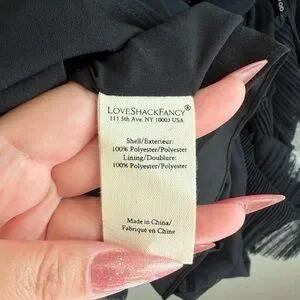 LOVESHACKFANCY®
111 5th Ave. NY 10003 USA
Shell/Exterieur:
100% Polyester/Polyester
Lining/Doublure:
100% Polyester/Polyester
Made in China/
Fabriqué en Chine